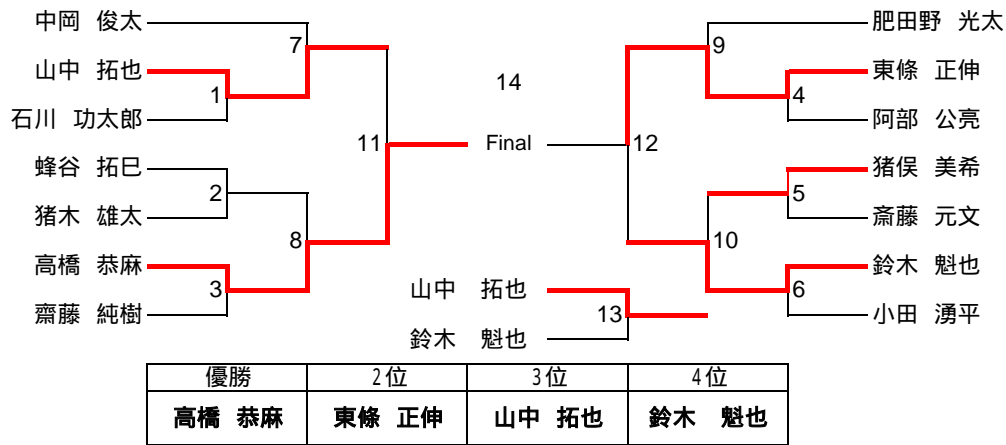 中岡 俊太
7
山中 拓也
1
石川 功太郎
11
蜂谷 拓巳
2
猪木 雄太
8
高橋 恭麻
3
齋藤 純樹
14
Final
肥田野 光太
9
東條 正伸
4
阿部 公亮
12
猪俣 美希
5
斎藤 元文
10
鈴木 魁也
6
小田 湧平
山中 拓也
13
鈴木 魁也
優勝 2位 3位 4位
高橋 恭麻 東條 正伸 山中 拓也 鈴木 魁也